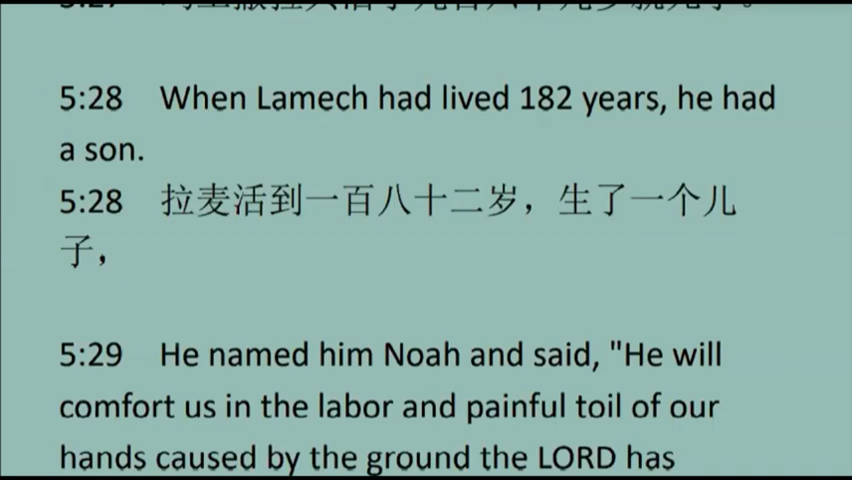 5:28 When Lamech had lived 182 years, he had
a son.
5:28 拉麦活到一百八十二岁，生了一个儿
子，
5:29 He named him Noah and said, "He will
comfort us in the labor and painful toil of our
hands caused by the ground the LORD has